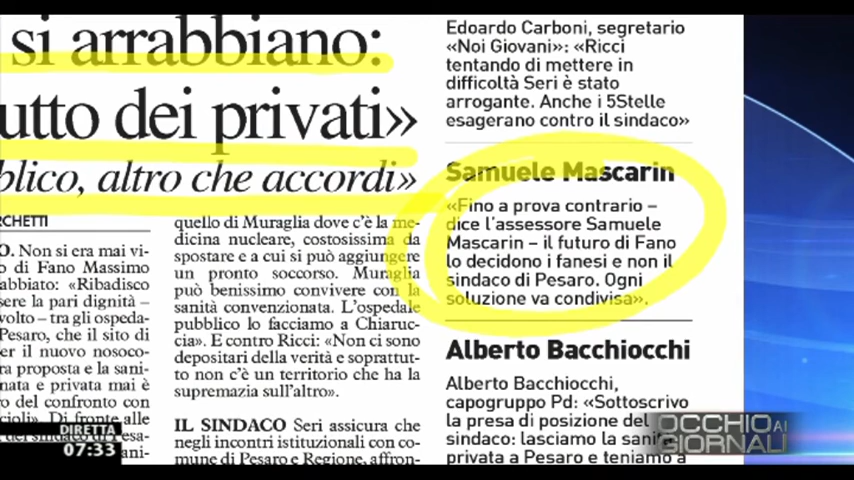 si arrabbiano:
utto dei privati»
blico, altro che accordi»
RCHETTI
O. Non si era mai vi-
o di Fano Massimo
abbiato: «Ribadisco
sere la pari dignità –
volto – tra gli ospeda-
Pesaro, che il sito di
er il nuovo nosoco-
ra proposta e la sani-
nata e privata mai è
o del confronto con
cioli». Di fronte alle
quello di Muraglia dove c'è la me-
dicina nucleare, costosissima da
spostare e a cui si può aggiungere
un pronto soccorso. Muraglia
può benissimo convivere con la
sanità convenzionata. L'ospedale
pubblico lo facciamo a Chiaruc-
cia». E contro Ricci: «Non ci sono
depositari della verità e soprattut-
to non c'è un territorio che ha la
supremazia sull'altro».
IL SINDACO Seri assicura che
negli incontri istituzionali con co-
mune di Pesaro e Regione, affron-
Edoardo Carboni, segretario
«Noi Giovani»: «Ricci
tentando di mettere in
difficoltà Seri è stato
arrogante. Anche i 5Stelle
esagerano contro il sindaco»
Samuele Mascarin
«Fino a prova contrario –
dice l'assessore Samuele
Mascarin – il futuro di Fano
lo decidono i fanesi e non il
sindaco di Pesaro. Ogni
soluzione va condivisa».
Alberto Bacchiocchi
Alberto Bacchiocchi,
capogruppo Pd: «Sottoscrivo
la presa di posizione del
sindaco: lasciamo la sanità
privata a Pesaro e teniamo a
DIRETTA
07:33
OCCHIO AI
GIORNALI